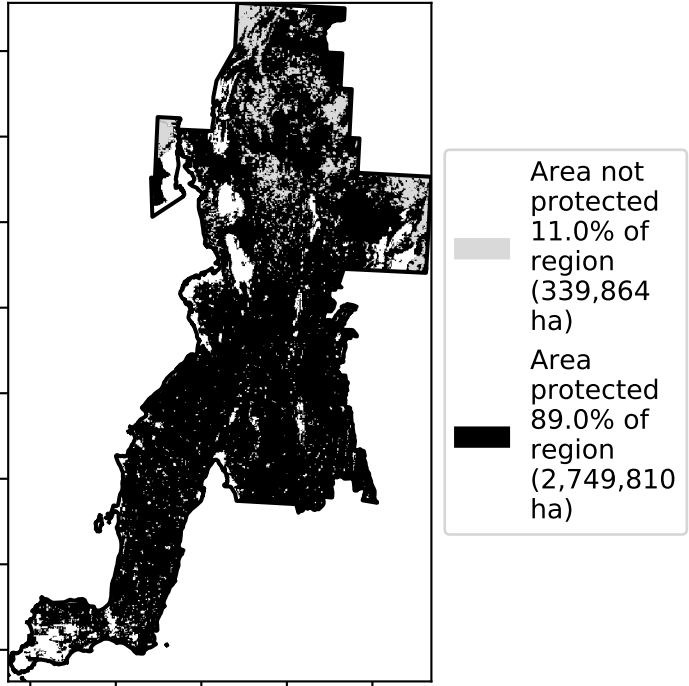 Area not
protected
11.0% of
region
(339,864
ha)
Area
protected
89.0% of
region
(2,749,810
ha)